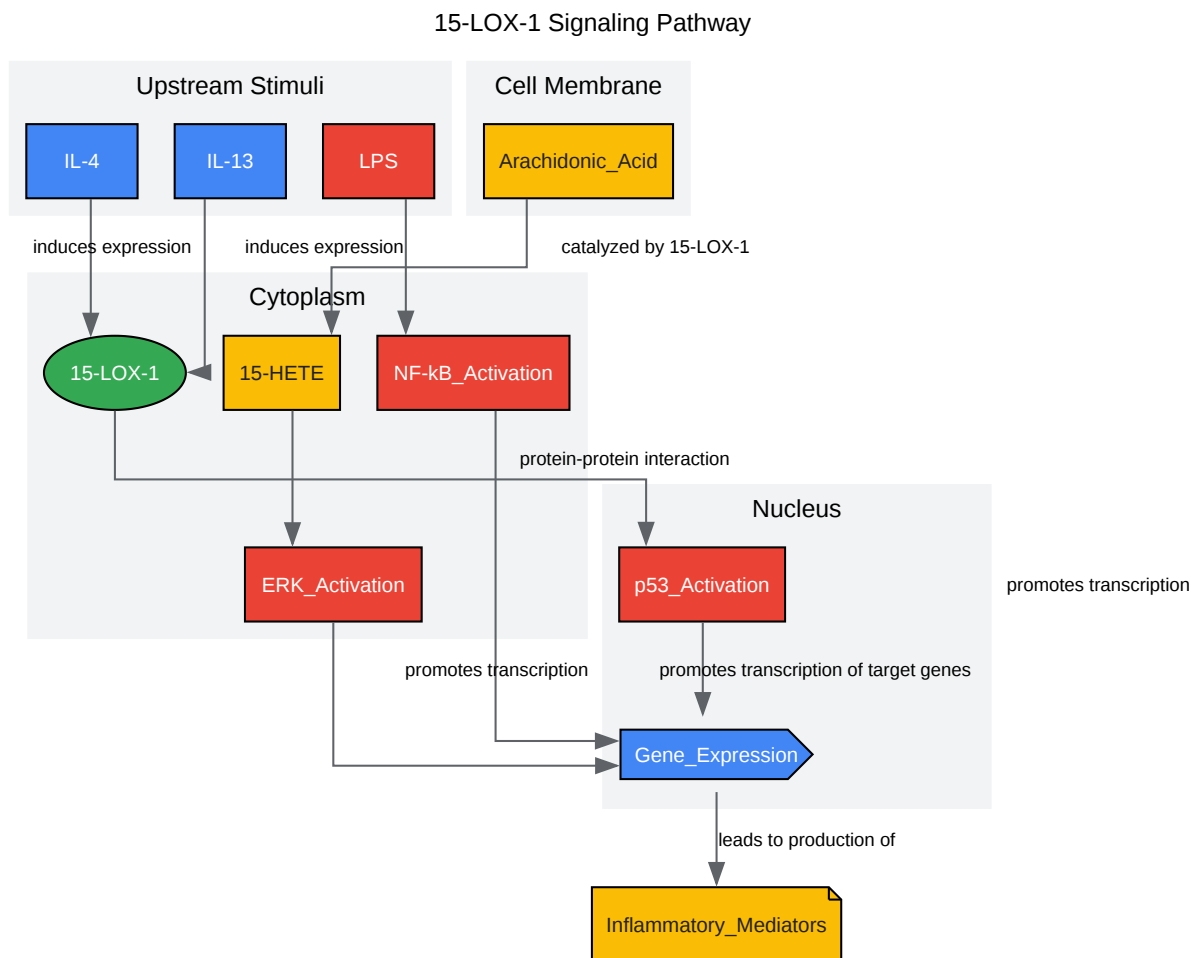 15-LOX-1 Signaling Pathway
Upstream Stimuli
Cell Membrane
IL-4
IL-13
LPS
Arachidonic_Acid
induces expression
induces expression
catalyzed by 15-LOX-1
Cytoplasm
15-LOX-1
15-HETE
NF-kB_Activation
protein-protein interaction
Nucleus
ERK_Activation
p53_Activation
promotes transcription
promotes transcription
promotes transcription of target genes
Gene_Expression
leads to production of
Inflammatory_Mediators